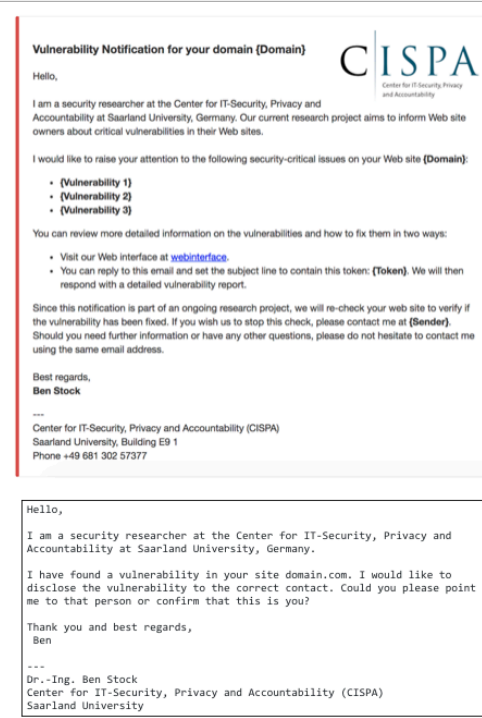 Vulnerability Notification for your domain {Domain}
CISPA
Center for IT-Security, Privacy
and Accountability
Hello,
I am a security researcher at the Center for IT-Security, Privacy and
Accountability at Saarland University, Germany. Our current research project aims to inform Web site
owners about critical vulnerabilities in their Web sites.
I would like to raise your attention to the following security-critical issues on your Web site {Domain}:
• {Vulnerability 1}
• {Vulnerability 2}
• {Vulnerability 3}
You can review more detailed information on the vulnerabilities and how to fix them in two ways:
• Visit our Web interface at webinterface.
• You can reply to this email and set the subject line to contain this token: {Token}. We will then
respond with a detailed vulnerability report.
Since this notification is part of an ongoing research project, we will re-check your web site to verify if
the vulnerability has been fixed. If you wish us to stop this check, please contact me at {Sender}.
Should you need further information or have any other questions, please do not hesitate to contact me
using the same email address.
Best regards,
Ben Stock
---
Center for IT-Security, Privacy and Accountability (CISPA)
Saarland University, Building E9 1
Phone +49 681 302 57377
Hello,
I am a security researcher at the Center for IT-Security, Privacy and
Accountability at Saarland University, Germany.
I have found a vulnerability in your site domain.com. I would like to
disclose the vulnerability to the correct contact. Could you please point
me to that person or confirm that this is you?
Thank you and best regards,
Ben
---
Dr.-Ing. Ben Stock
Center for IT-Security, Privacy and Accountability (CISPA)
Saarland University